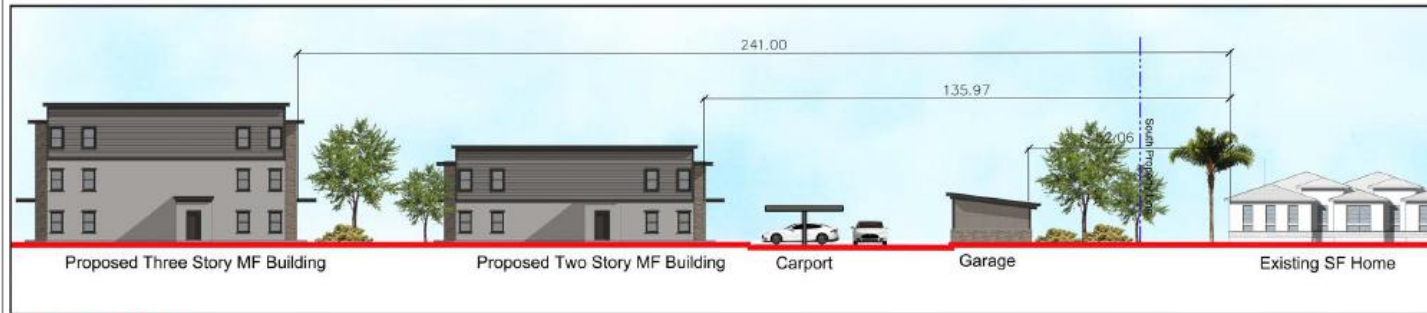 241.00
135.97
South Property Line
Proposed Three Story MF Building
Proposed Two Story MF Building
Carport
Garage
Existing SF Home